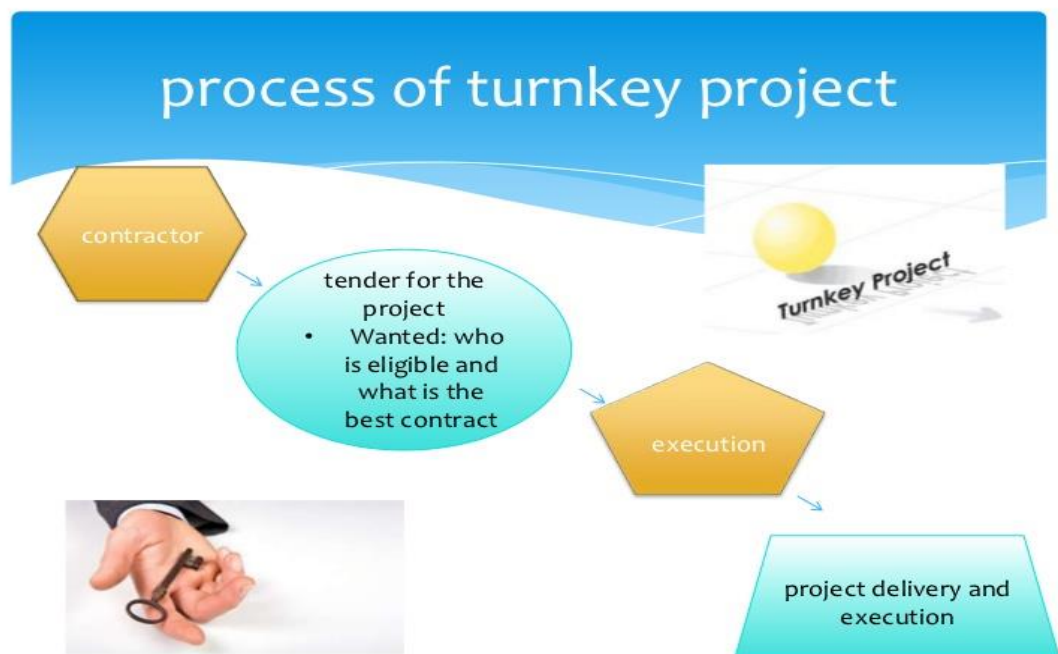 process of turnkey project
contractor
tender for the
project
• Wanted: who
is eligible and
what is the
best contract
Turnkey Project
execution
project delivery and
execution